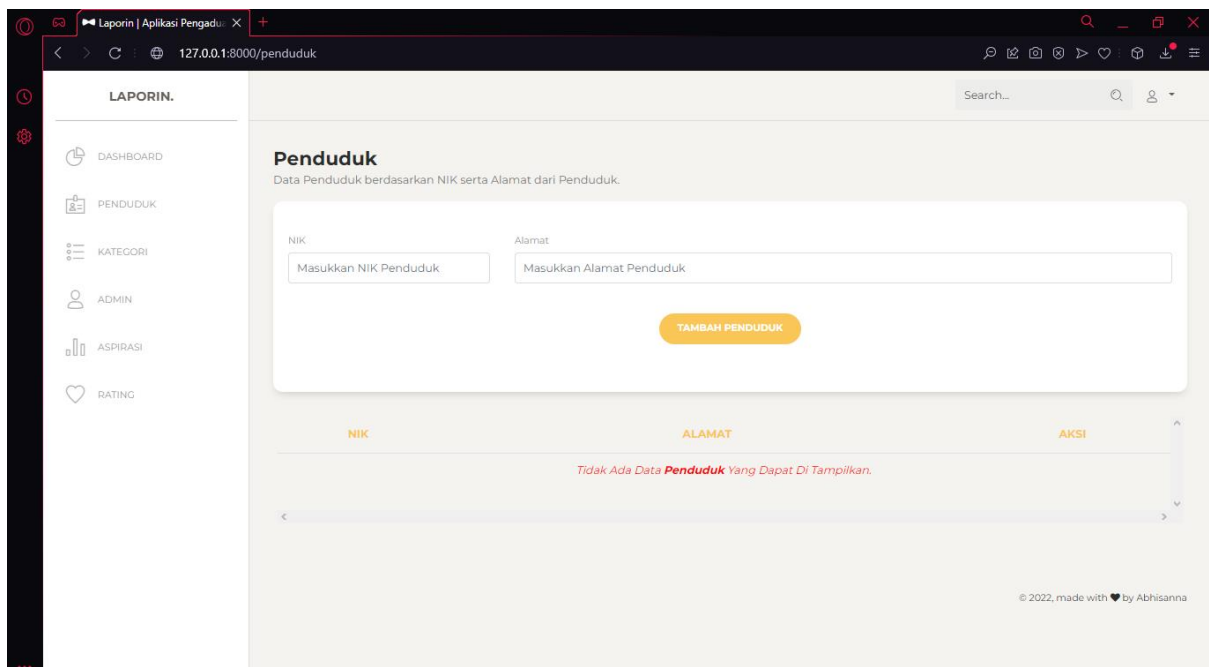 Laporin | Aplikasi Pengadua
127.0.0.1:8000/penduduk
LAPORIN.
Search...
DASHBOARD
PENDUDUK
KATEGORI
ADMIN
ASPIRASI
RATING
Penduduk
Data Penduduk berdasarkan NIK serta Alamat dari Penduduk.
NIK Alamat
Masukkan NIK Penduduk Masukkan Alamat Penduduk
TAMBAH PENDUDUK
NIK ALAMAT AKSI
Tidak Ada Data Penduduk Yang Dapat Di Tampilkan.
© 2022, made with ♥ by Abhisanna